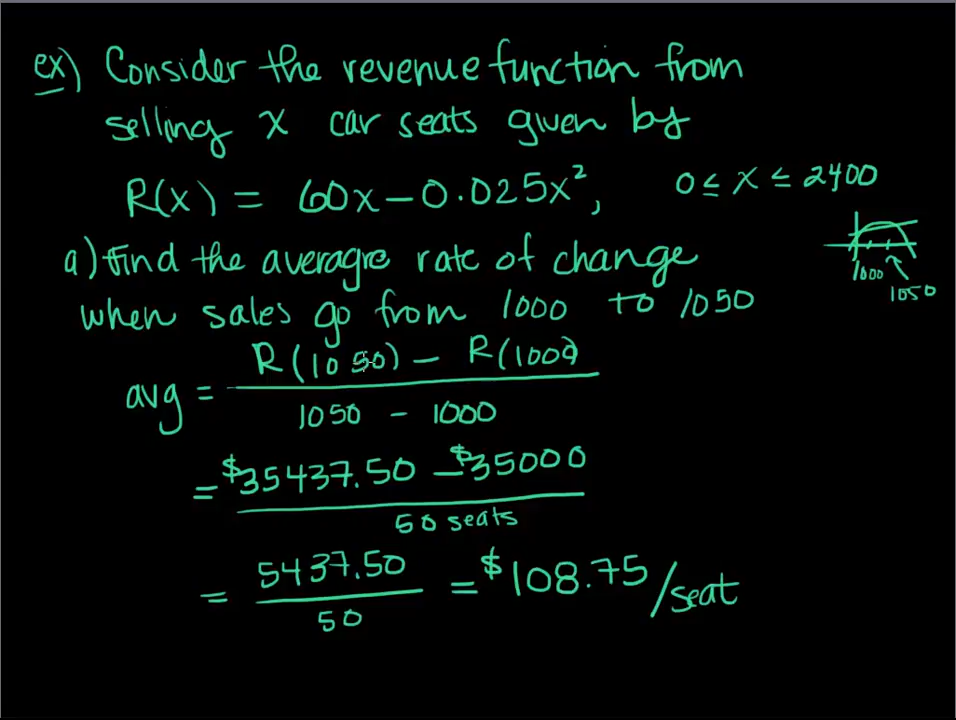 ex) Consider the revenue function from
selling x car seats given by
R(x) = 60x - 0.025x², 0 ≤ x ≤ 2400
a) find the averagre rate of change
1000
1050
when sales go from 1000 to 1050
avg = R(1050) - R(1000)
1050 - 1000
= $35437.50 - $35000
50 seats
= 5437.50 = $108.75/seat
50